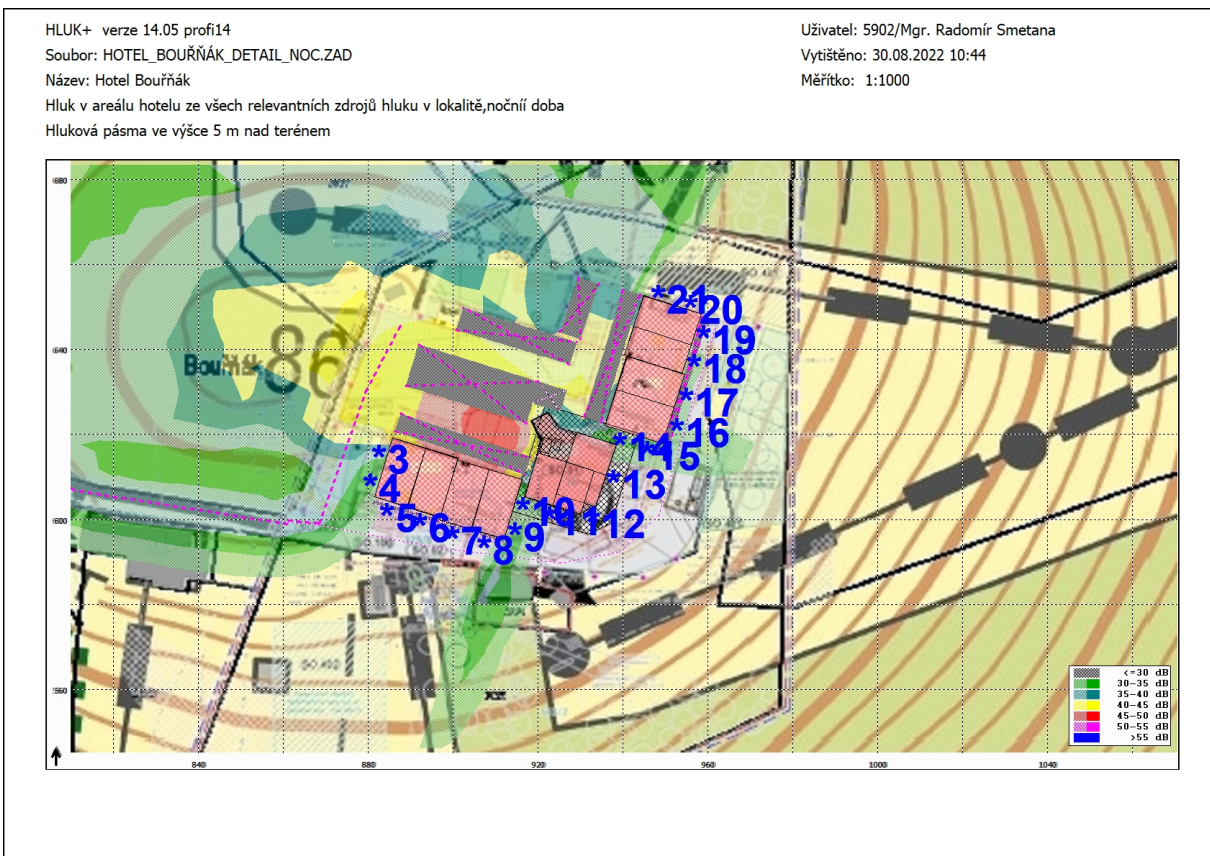 HLUK+ verze 14.05 profi14
Soubor: HOTEL_BOUŘŇÁK_DETAIL_NOC.ZAD
Název: Hotel Bouřňák
Hluk v areálu hotelu ze všech relevantních zdrojů hluku v lokalitě,nočníí doba
Hluková pásma ve výšce 5 m nad terénem
Uživatel: 5902/Mgr. Radomír Smetana
Vytištěno: 30.08.2022 10:44
Měřítko: 1:1000
*21
*20
*19
*18
*17
*16
*15
*14
*13
*12
*11
*10
*9
*8
*7
*6
*5
*4
*3
Bouřňák
86
840
880
920
960
1000
1040
<=30 dB
30-35 dB
35-40 dB
40-45 dB
45-50 dB
50-55 dB
>55 dB